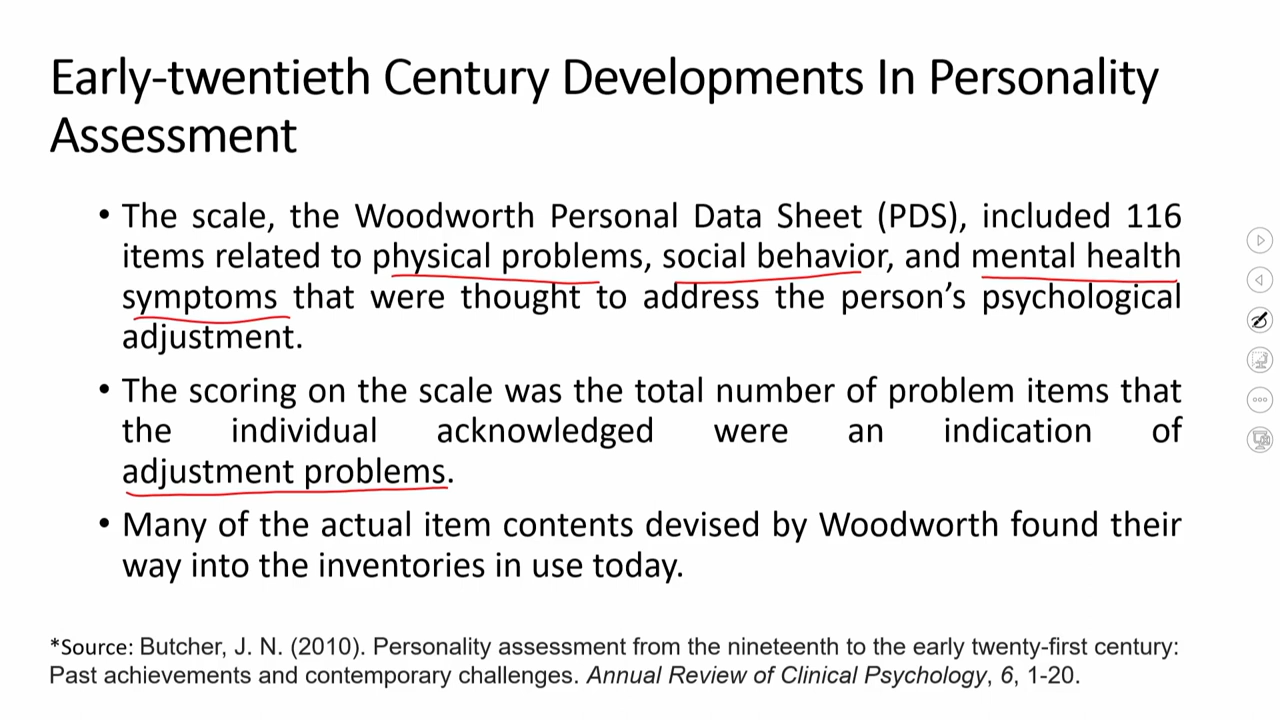 Early-twentieth Century Developments In Personality
Assessment
• The scale, the Woodworth Personal Data Sheet (PDS), included 116
items related to physical problems, social behavior, and mental health
symptoms that were thought to address the person’s psychological
adjustment.
• The scoring on the scale was the total number of problem items that
the individual acknowledged were an indication of
adjustment problems.
• Many of the actual item contents devised by Woodworth found their
way into the inventories in use today.
*Source: Butcher, J. N. (2010). Personality assessment from the nineteenth to the early twenty-first century:
Past achievements and contemporary challenges. Annual Review of Clinical Psychology, 6, 1-20.